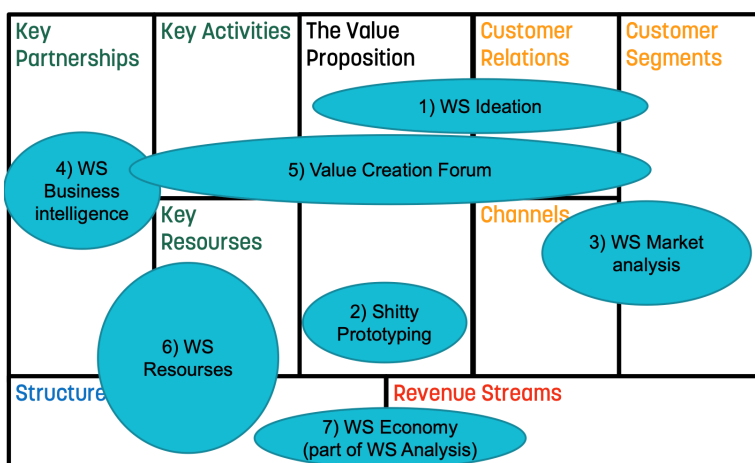 Key
Partnerships
Key Activities
The Value
Proposition
Customer
Relations
Customer
Segments
1) WS Ideation
4) WS
Business
intelligence
5) Value Creation Forum
Key
Resourses
Channels
3) WS Market
analysis
2) Shitty
Prototyping
6) WS
Resourses
Structure
Revenue Streams
7) WS Economy
(part of WS Analysis)